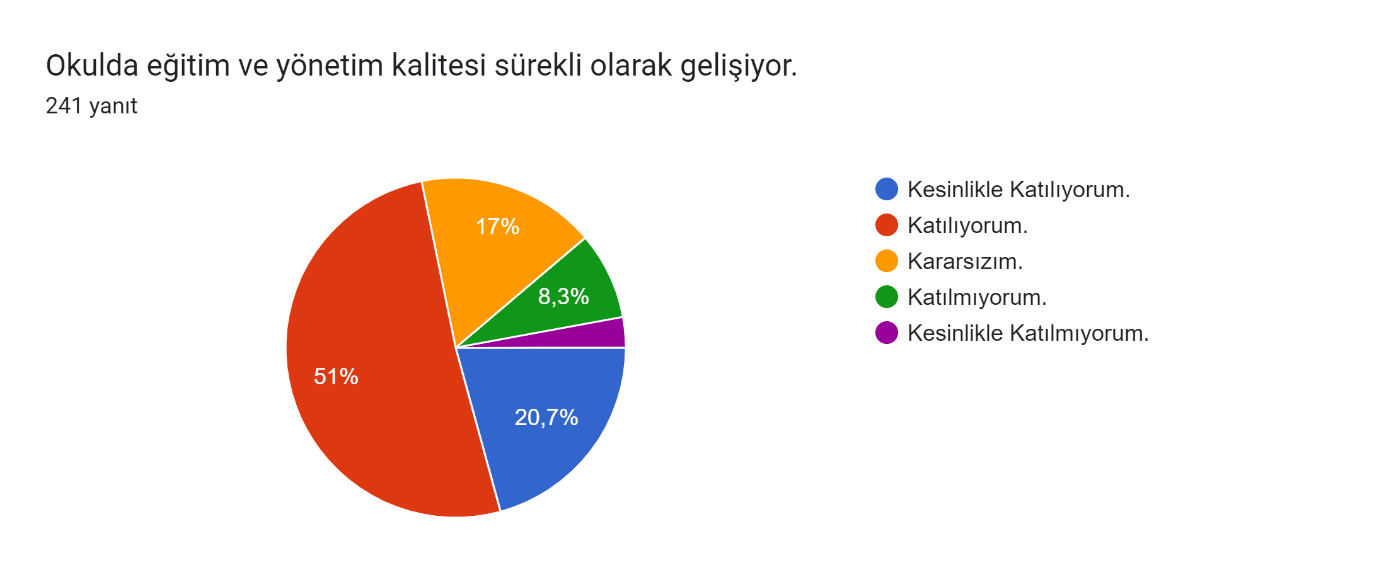 Okulda eğitim ve yönetim kalitesi sürekli olarak gelişiyor.
241 yanıt
Kesinlikle Katılıyorum.
Katılıyorum.
Kararsızım.
Katılmıyorum.
Kesinlikle Katılmıyorum.
17%
8,3%
51%
20,7%